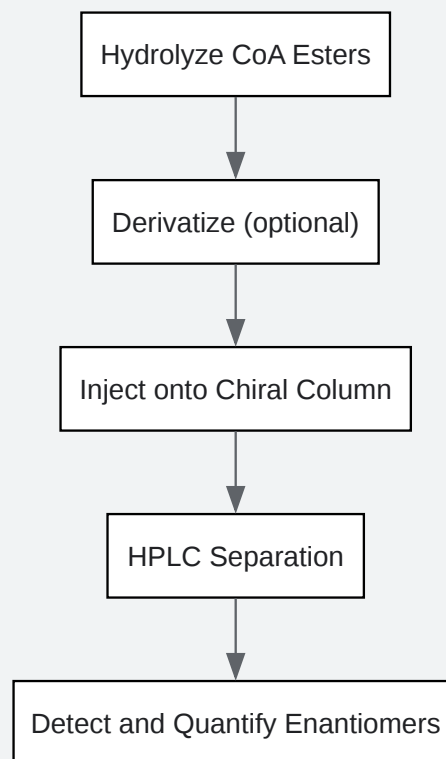 Hydrolyze CoA Esters
Derivatize (optional)
Inject onto Chiral Column
HPLC Separation
Detect and Quantify Enantiomers